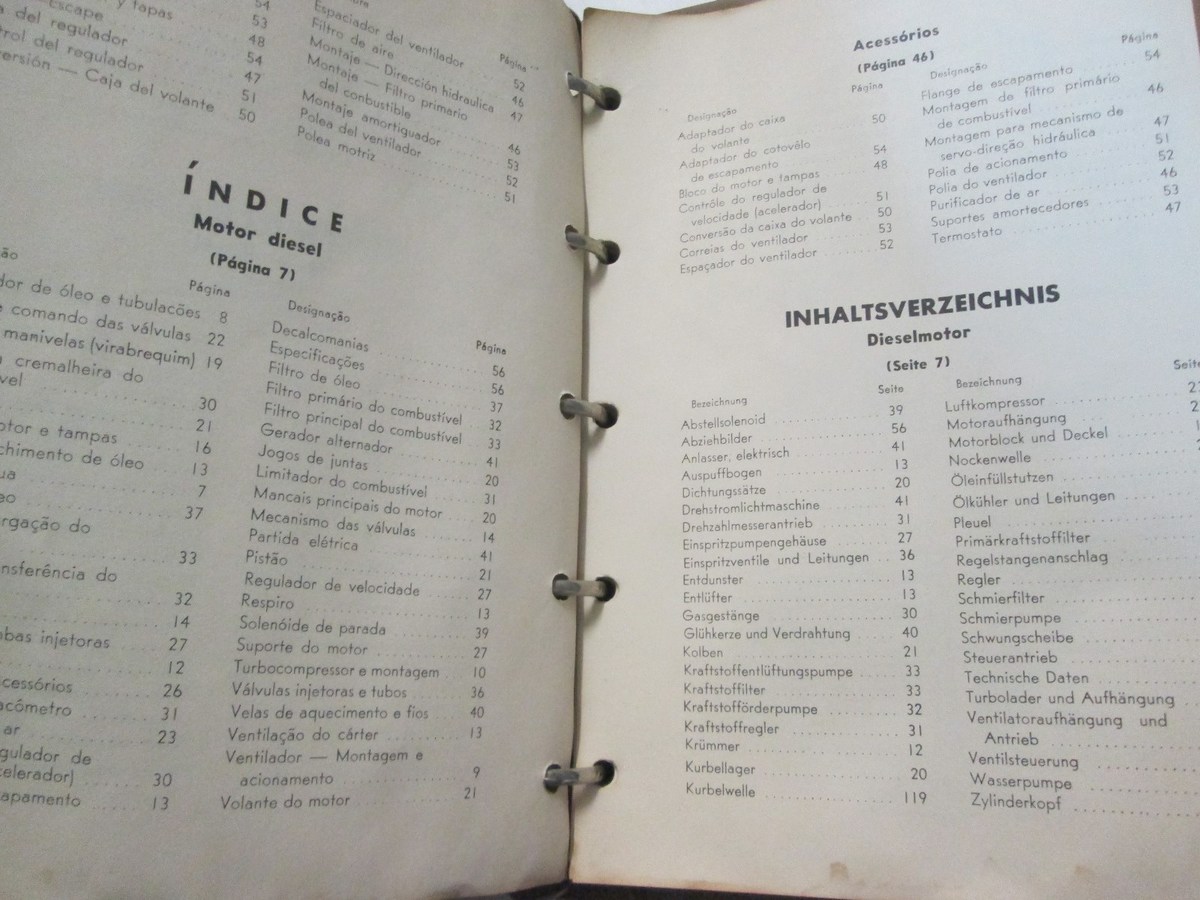 y tapas 54
Escape 53
del regulador 48
del regulador 54
47
Caja del volante 51
50
Espaciador del ventilador
Página
Filtro de aire 52
Montaje — Dirección hidraulica 46
Montaje — Filtro primario 47
del conbustible
Montaje amortiguador 46
Polea del ventilador 53
52
Polea motriz 51
ÍNDICE
Motor diesel
(Página 7)
Página
de óleo e tubulacões 8
comando das válvulas 22
manivelas (virabrequim) 19
cremalheira do
30
21
e tampas 16
de óleo 13
7
37
do
33
do
32
14
injetoras 27
12
26
31
ar 23
de
30
13
Designação Página
Decalcomanias 56
Especificações 56
Filtro de óleo 37
Filtro primário do combustível 32
Filtro principal do combustível 33
Gerador alternador 41
Jogos de juntas 20
Limitador do combustível 31
Mancais principais do motor 20
Mecanismo das válvulas 14
Partida elétrica 41
Pistão 21
Regulador de velocidade 27
Respiro 13
Solenóide de parada 39
Suporte do motor 27
Turbocompressor e montagem 10
Válvulas injetoras e tubos 36
Velas de aquecimento e fios 40
Ventilação do cárter 13
Ventilador — Montagem e
acionamento 9
Volante do motor 21
Acessórios
(Página 46)
Designação Página
Adaptador do caixa
do volante 50
Adaptador do cotovêlo
de escapamento 54
Bloco do motor e tampas 48
Contrôle do regulador de
velocidade (acelerador) 51
Conversão da caixa do volante 50
Correias do ventilador 53
Espaçador do ventilador 52
Designação Página
Flange de escapamento 54
Montagem de filtro primário
de combustível 46
Montagem para mecanismo de
servo-direção hidráulica 47
Polia de acionamento 51
Polia do ventilador 52
Purificador de ar 46
Suportes amortecedores 53
Termostato 47
INHALTSVERZEICHNIS
Dieselmotor
(Seite 7)
Bezeichnung Seite
Abstellsolenoid 39
Abziehbilder 56
Anlasser, elektrisch 41
Auspuffbogen 13
Dichtungssätze 20
Drehstromlichtmaschine 41
Drehzahlmesserantrieb 31
Einspritzpumpengehäuse 27
Einspritzventile und Leitungen 36
Entdunster 13
Entlüfter 13
Gasgestänge 30
Glühkerze und Verdrahtung 40
Kolben 21
Kraftstoffentlüftungspumpe 33
Kraftstoffilter 33
Kraftstofförderpumpe 32
Kraftstoffregler 31
Krümmer 12
Kurbellager 20
Kurbelwelle 119
Bezeichnung Seite
Luftkompressor
Motoraufhängung
Motorblock und Deckel
Nockenwelle
Öleinfüllstutzen
Ölkühler und Leitungen
Pleuel
Primärkraftstoffilter
Regelstangenanschlag
Regler
Schmierfilter
Schmierpumpe
Schwungscheibe
Steuerantrieb
Technische Daten
Turbolader und Aufhängung
Ventilatoraufhängung und
Antrieb
Ventilsteuerung
Wasserpumpe
Zylinderkopf